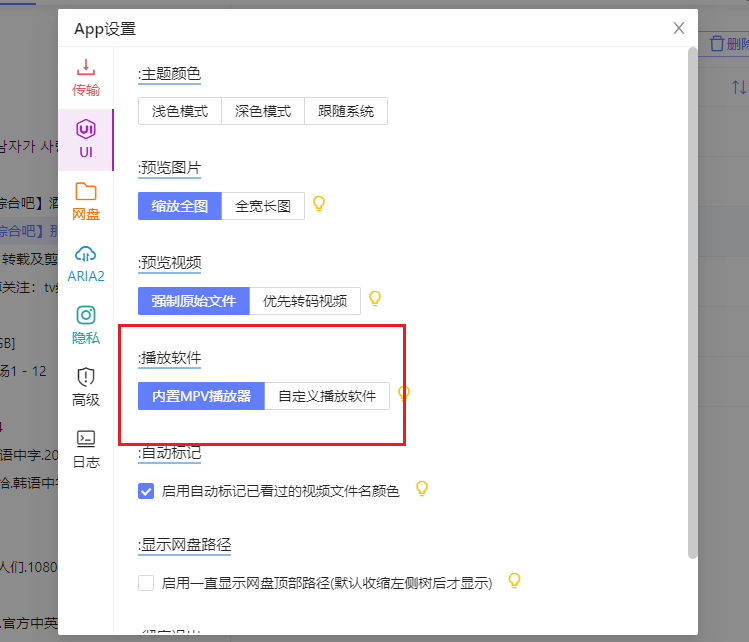 App设置
删除
传输
UI
UI
网盘
ARIA2
隐私
高级
日志
:主题颜色
浅色模式 深色模式 跟随系统
:预览图片
缩放全图 全宽长图
:预览视频
强制原始文件 优先转码视频
:播放软件
内置MPV播放器 自定义播放软件
:自动标记
启用自动标记已看过的视频文件名颜色
:显示网盘路径
启用一直显示网盘顶部路径(默认收缩左侧树后才显示)
남자가 사
综合吧】
综合吧】
转载及剪
关注：tv
GB]
场1 - 12
4
语中字.20
韩语中字
人们.1080
.官方中英